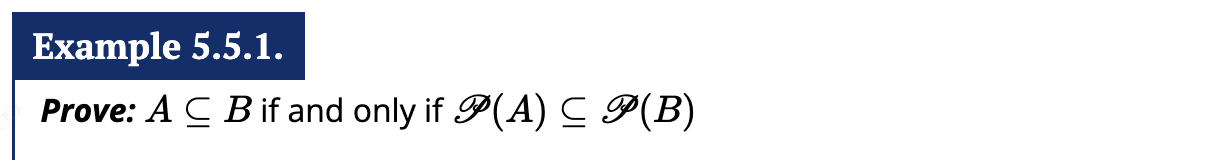 Example 5.5.1.
Prove: A ⊆ B if and only if 𝒫(A) ⊆ 𝒫(B)